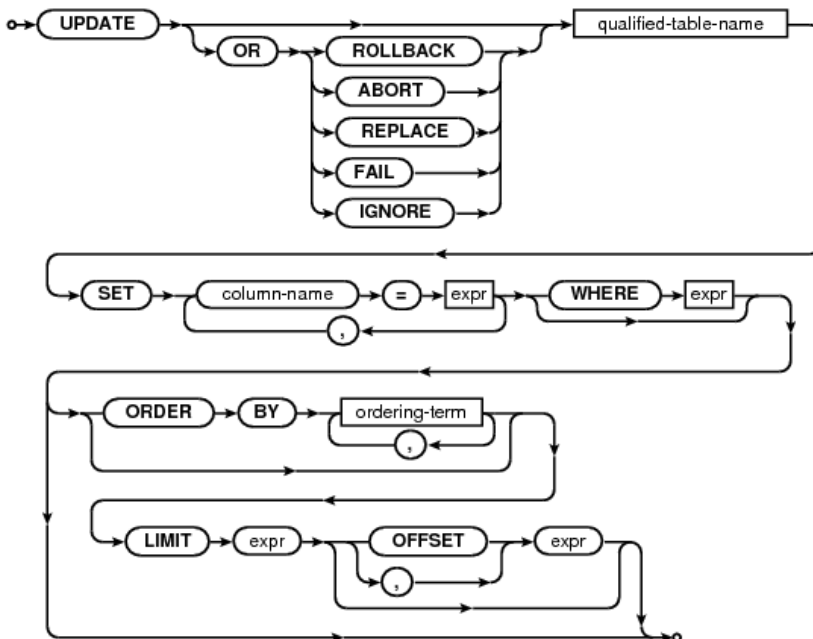 UPDATE qualified-table-name
OR ROLLBACK
ABORT
REPLACE
FAIL
IGNORE
SET column-name = expr WHERE expr
,
ORDER BY ordering-term
,
LIMIT expr OFFSET expr
,